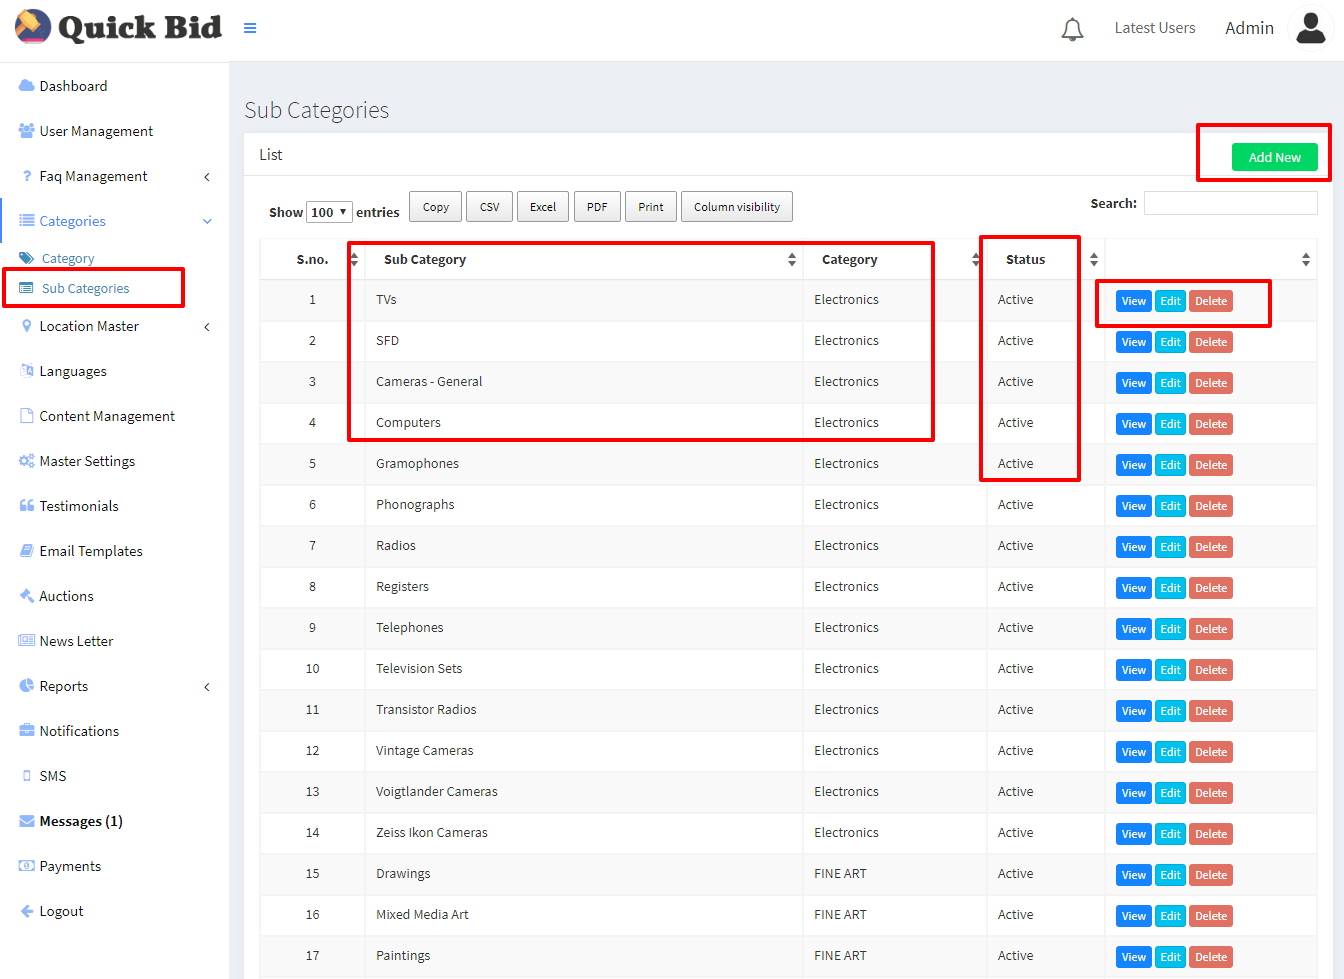 Quick Bid
Latest Users
Admin
Dashboard
User Management
? Faq Management
Categories
Category
Sub Categories
Location Master
Languages
Content Management
Master Settings
Testimonials
Email Templates
Auctions
News Letter
Reports
Notifications
SMS
Messages (1)
Payments
Logout
Sub Categories
List
Add New
Show 100 entries
Copy CSV Excel PDF Print Column visibility
Search:
S.no. Sub Category Category Status
1 TVs Electronics Active View Edit Delete
2 SFD Electronics Active View Edit Delete
3 Cameras - General Electronics Active View Edit Delete
4 Computers Electronics Active View Edit Delete
5 Gramophones Electronics Active View Edit Delete
6 Phonographs Electronics Active View Edit Delete
7 Radios Electronics Active View Edit Delete
8 Registers Electronics Active View Edit Delete
9 Telephones Electronics Active View Edit Delete
10 Television Sets Electronics Active View Edit Delete
11 Transistor Radios Electronics Active View Edit Delete
12 Vintage Cameras Electronics Active View Edit Delete
13 Voigtlander Cameras Electronics Active View Edit Delete
14 Zeiss Ikon Cameras Electronics Active View Edit Delete
15 Drawings FINE ART Active View Edit Delete
16 Mixed Media Art FINE ART Active View Edit Delete
17 Paintings FINE ART Active View Edit Delete